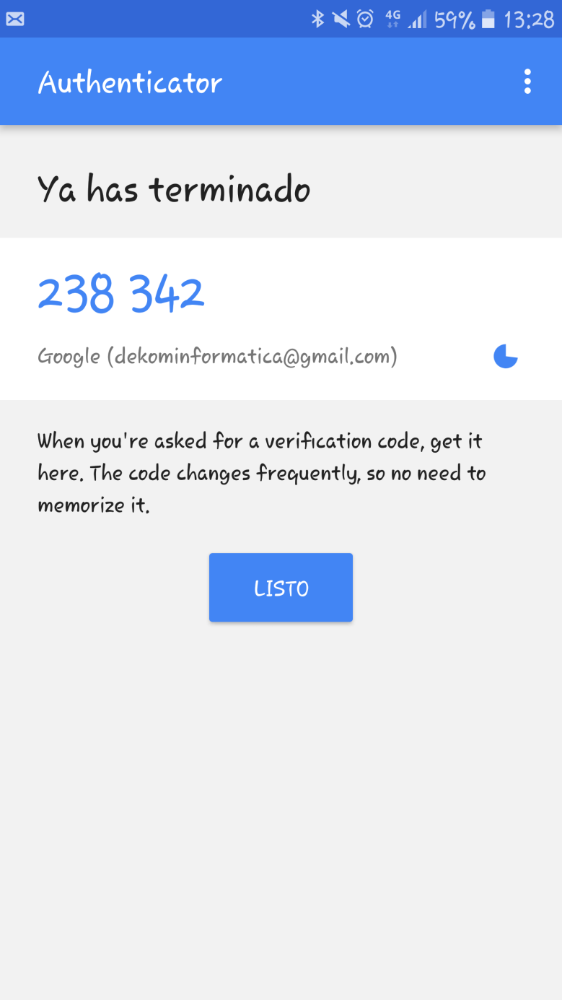 4G 59% 13:28
Authenticator
Ya has terminado
238 342
Google (dekominformatica@gmail.com)
When you're asked for a verification code, get it
here. The code changes frequently, so no need to
memorize it.
LISTO